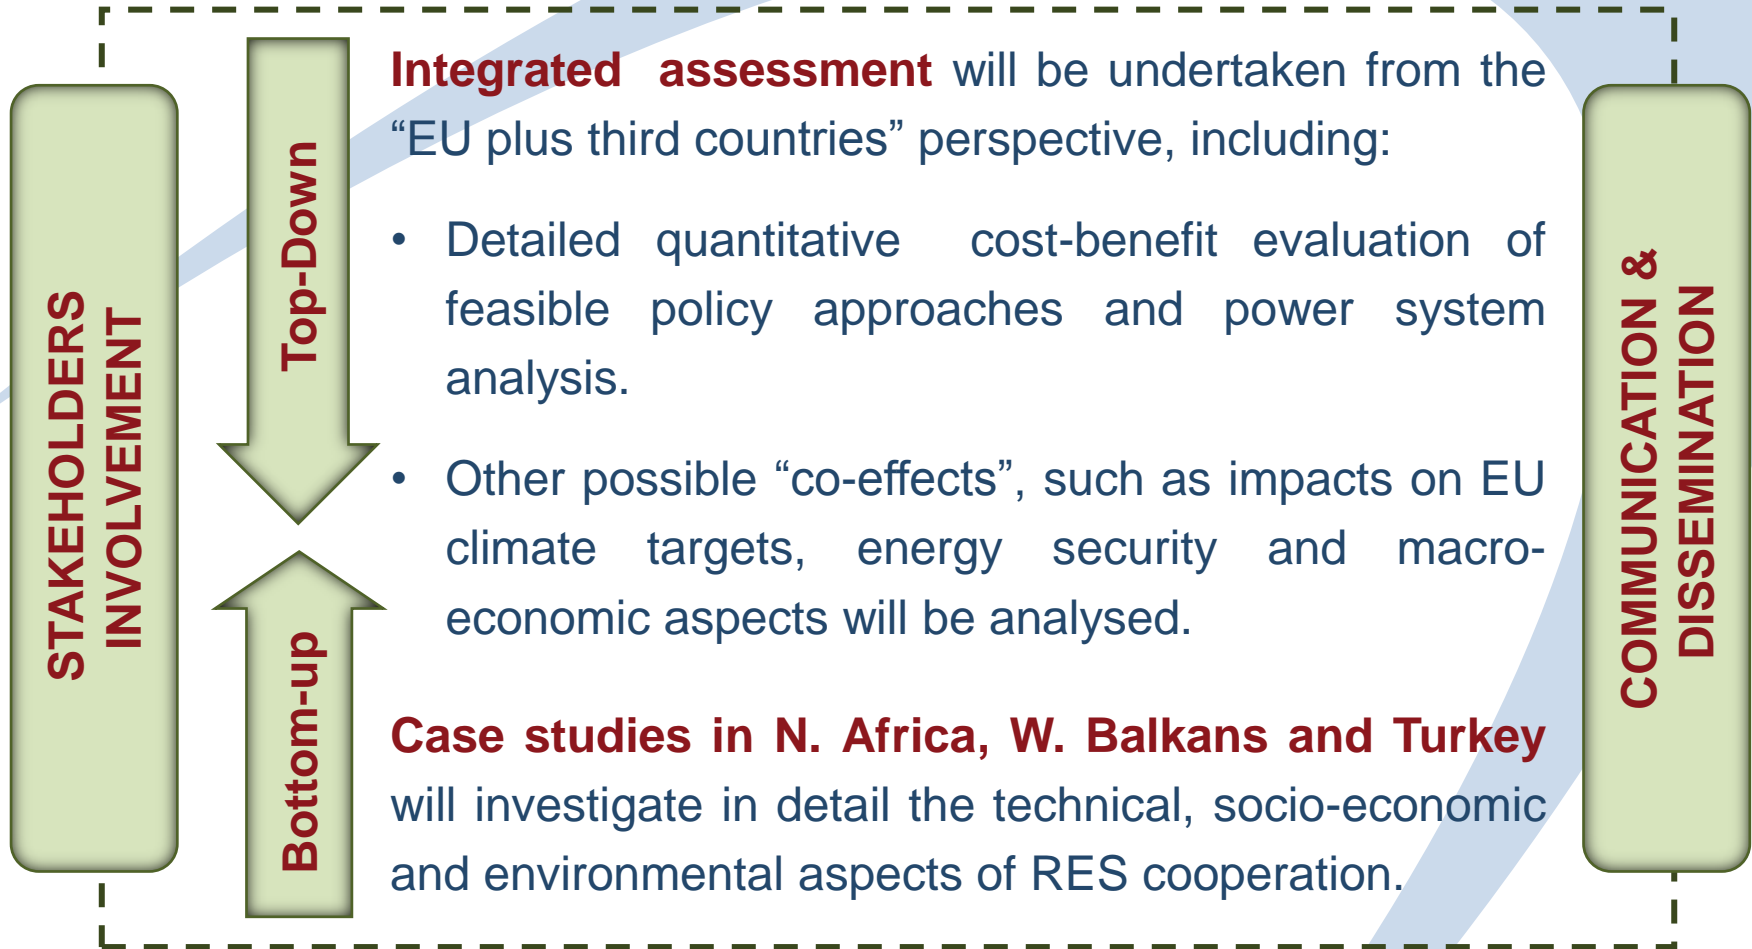 STAKEHOLDERS
INVOLVEMENT
Top-Down
Bottom-up
Integrated assessment will be undertaken from the
“EU plus third countries” perspective, including:
• Detailed quantitative cost-benefit evaluation of
feasible policy approaches and power system
analysis.
• Other possible “co-effects”, such as impacts on EU
climate targets, energy security and macro-
economic aspects will be analysed.
Case studies in N. Africa, W. Balkans and Turkey
will investigate in detail the technical, socio-economic
and environmental aspects of RES cooperation.
COMMUNICATION &
DISSEMINATION